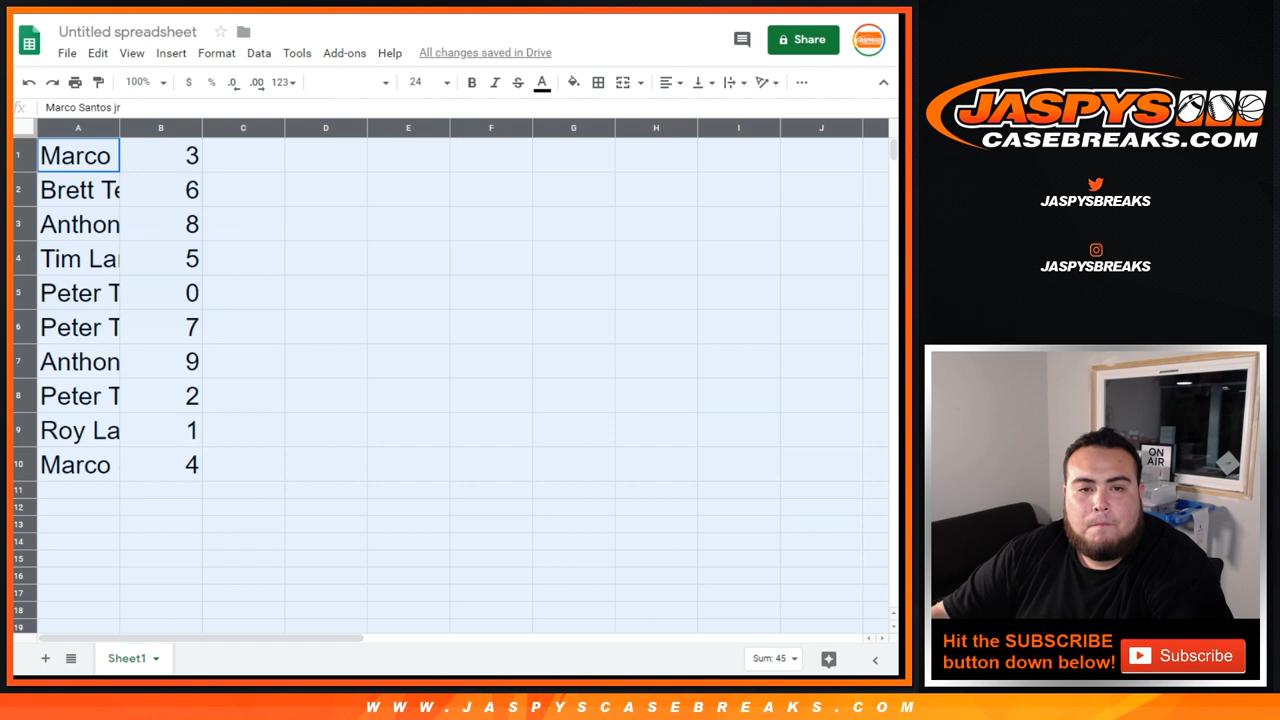 Untitled spreadsheet
File Edit View Insert Format Data Tools Add-ons Help All changes saved in Drive
Share
100% $ % .0 .00 123 24 B I S A
fx Marco Santos jr
A B C D E F G H I J
1 Marco 3
2 Brett Te 6
3 Anthon 8
4 Tim Lar 5
5 Peter T 0
6 Peter T 7
7 Anthon 9
8 Peter T 2
9 Roy La 1
10 Marco 4
11
12
13
14
15
16
17
18
19
Sheet1
Sum: 45
JASPYS
CASEBREAKS.COM
JASPYSBREAKS
JASPYSBREAKS
ON
AIR
Hit the SUBSCRIBE
button down below!
Subscribe
WWW.JASPYSCASEBREAKS.COM